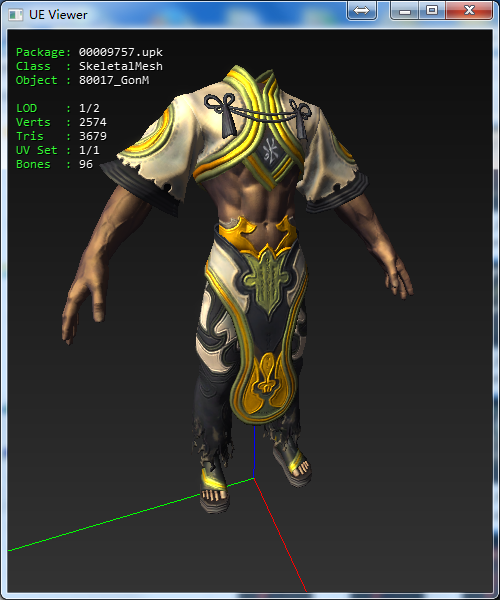 UE Viewer
Package: 00009757.upk
Class : SkeletalMesh
Object : 80017_GonM
LOD : 1/2
Verts : 2574
Tris : 3679
UV Set : 1/1
Bones : 96